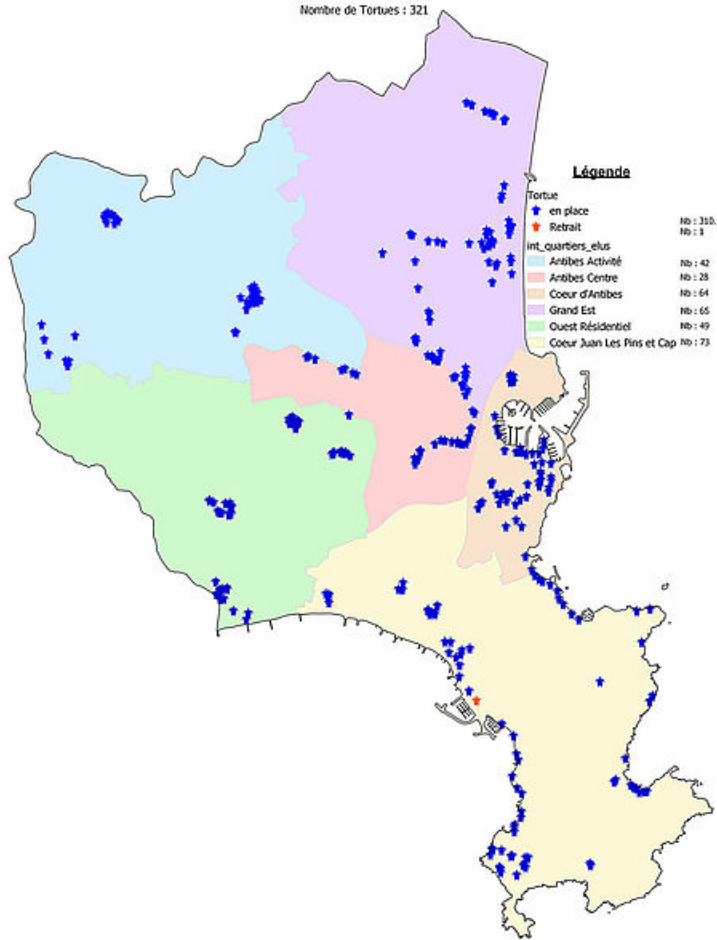 Nombre de Tortues : 321
Légende
Tortue
en place Nb : 310.
Retrait Nb : 1
int_quartiers_elus
Antibes Activité Nb : 42
Antibes Centre Nb : 28
Coeur d'Antibes Nb : 64
Grand Est Nb : 65
Ouest Résidentiel Nb : 49
Coeur Juan Les Pins et Cap Nb : 73